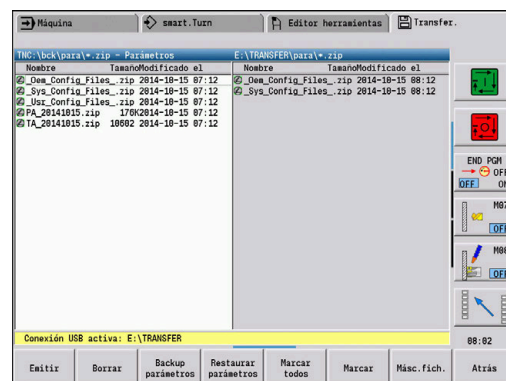 Máquina smart.Turn Editor herramientas Transfer.
TNC:\bck\para\*.zip - Parámetros E:\TRANSFER\para\*.zip
Nombre TamañoModificado el Nombre TamañoModificado el
_Oem_Config_Files_.zip 2014-10-15 07:12 _Oem_Config_Files_.zip 2014-10-15 08:12
_Sys_Config_Files_.zip 2014-10-15 07:12 _Sys_Config_Files_.zip 2014-10-15 08:12
_Usr_Config_Files_.zip 2014-10-15 07:12
PA_20141015.zip 176K2014-10-15 07:12
TA_20141015.zip 10602 2014-10-15 07:12
END PGM
OFF
OFF ON
M07
OFF
M08
OFF
Conexión USB activa: E:\TRANSFER
08:02
Emitir Borrar Backup parámetros Restaurar parámetros Marcar todos Marcar Másc.fich. Atrás